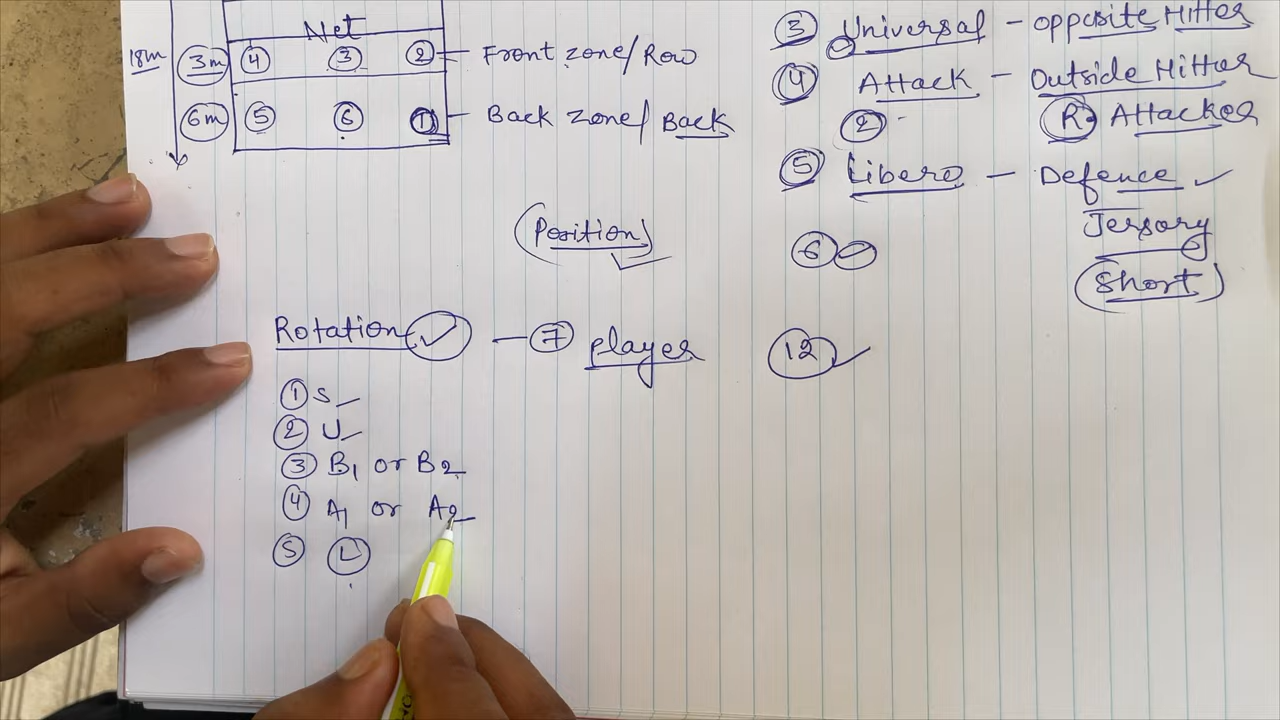 Net
18m 3m 4 3 2 - Front Zone/Row
6m 5 6 1 - Back Zone/Back
(Position)
Rotation - 7 player
1 S
2 U
3 B1 or B2
4 A1 or A2
5 L
3 Universal - Opposite Hitter
4 Attack - Outside Hitter
2 R. Attacker
5 Libero - Defence
Jersory
(Short)
6
12